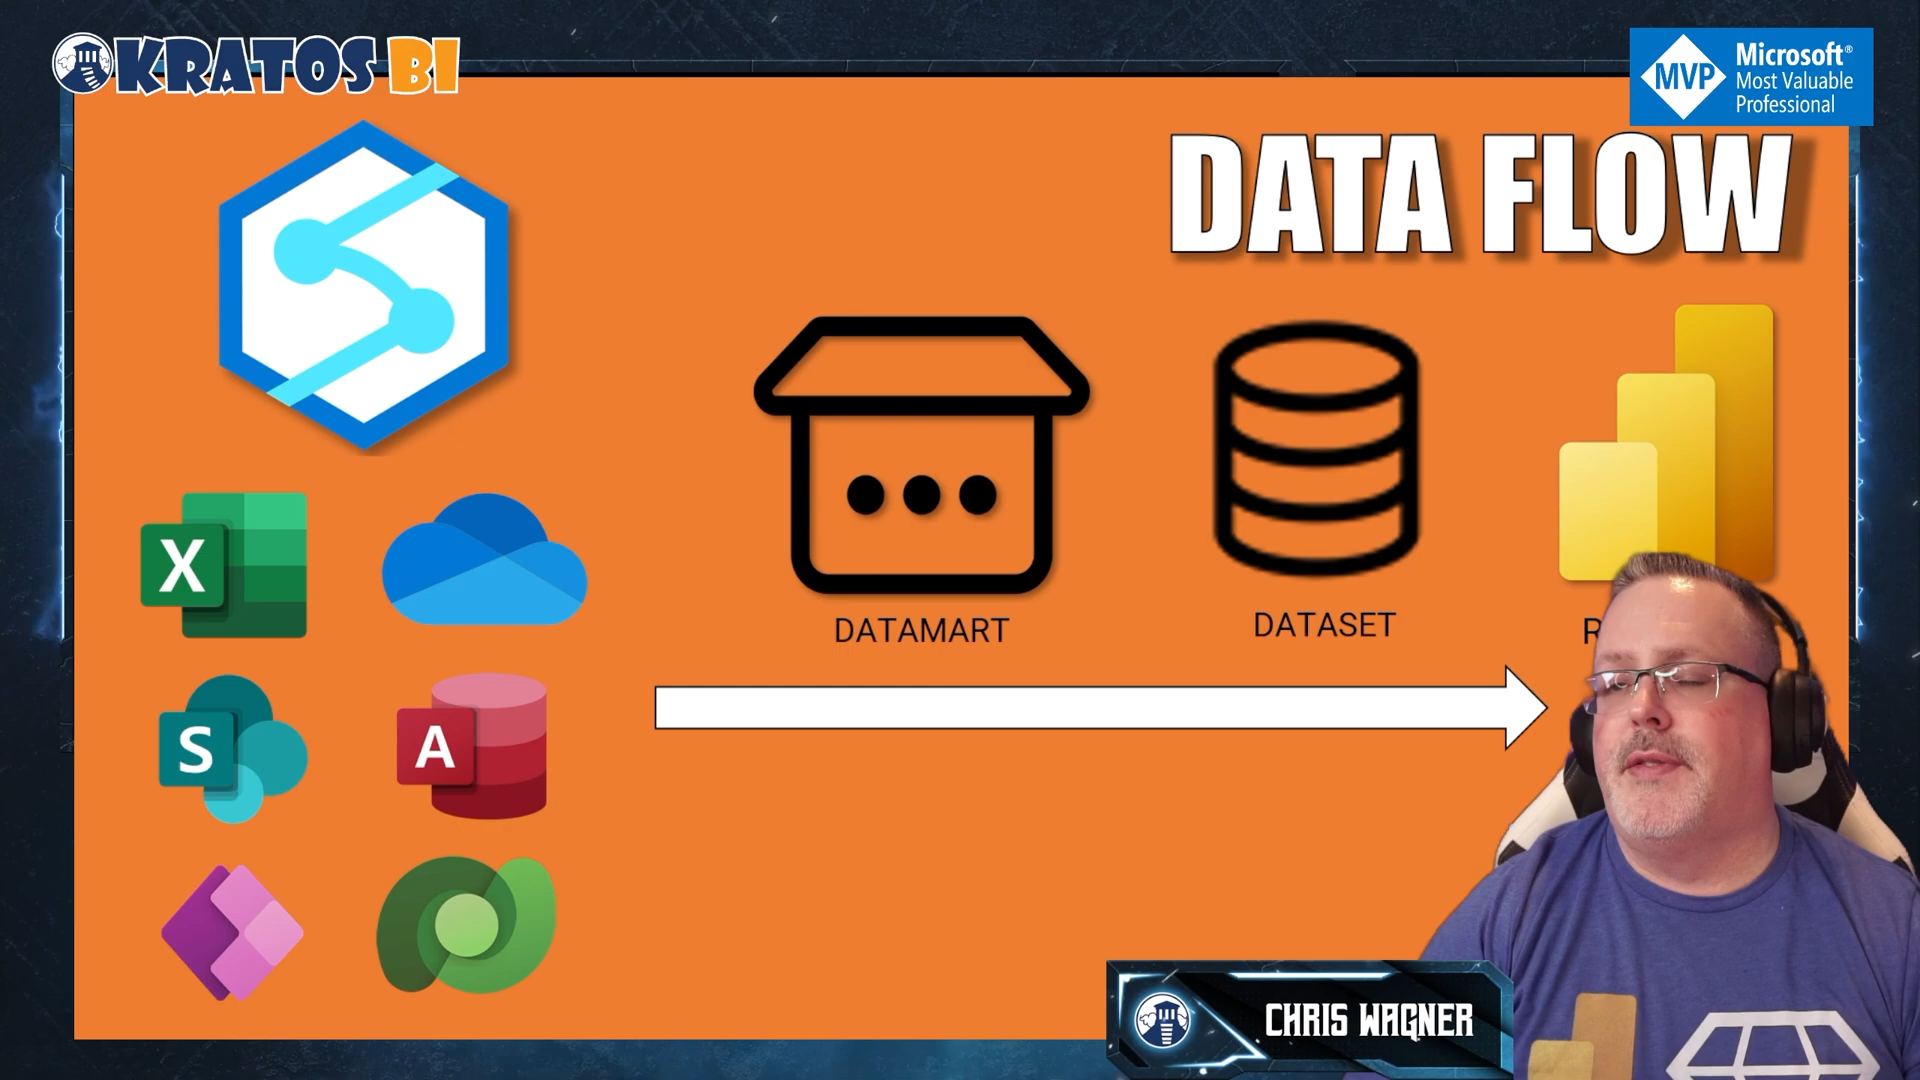 KRATOS BI
MVP
Microsoft®
Most Valuable
Professional
DATA FLOW
X
S
A
DATAMART
DATASET
CHRIS WAGNER